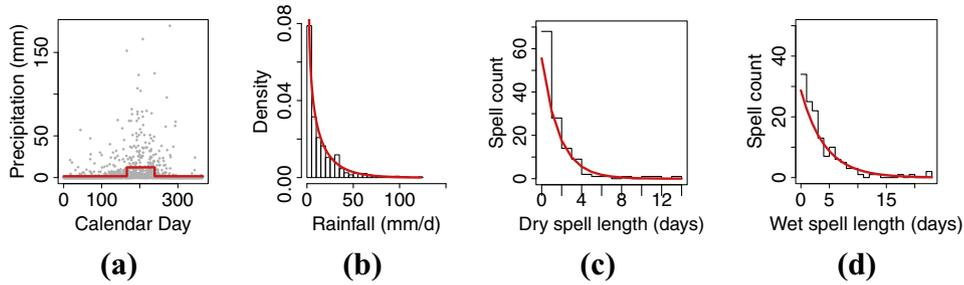 Precipitation (mm)
150
50
0
0 100 300
Calendar Day
(a)
Density
0.08
0.04
0.00
0 50 100
Rainfall (mm/d)
(b)
Spell count
60
40
20
0
0 4 8 12
Dry spell length (days)
(c)
Spell count
40
20
0
0 5 15
Wet spell length (days)
(d)